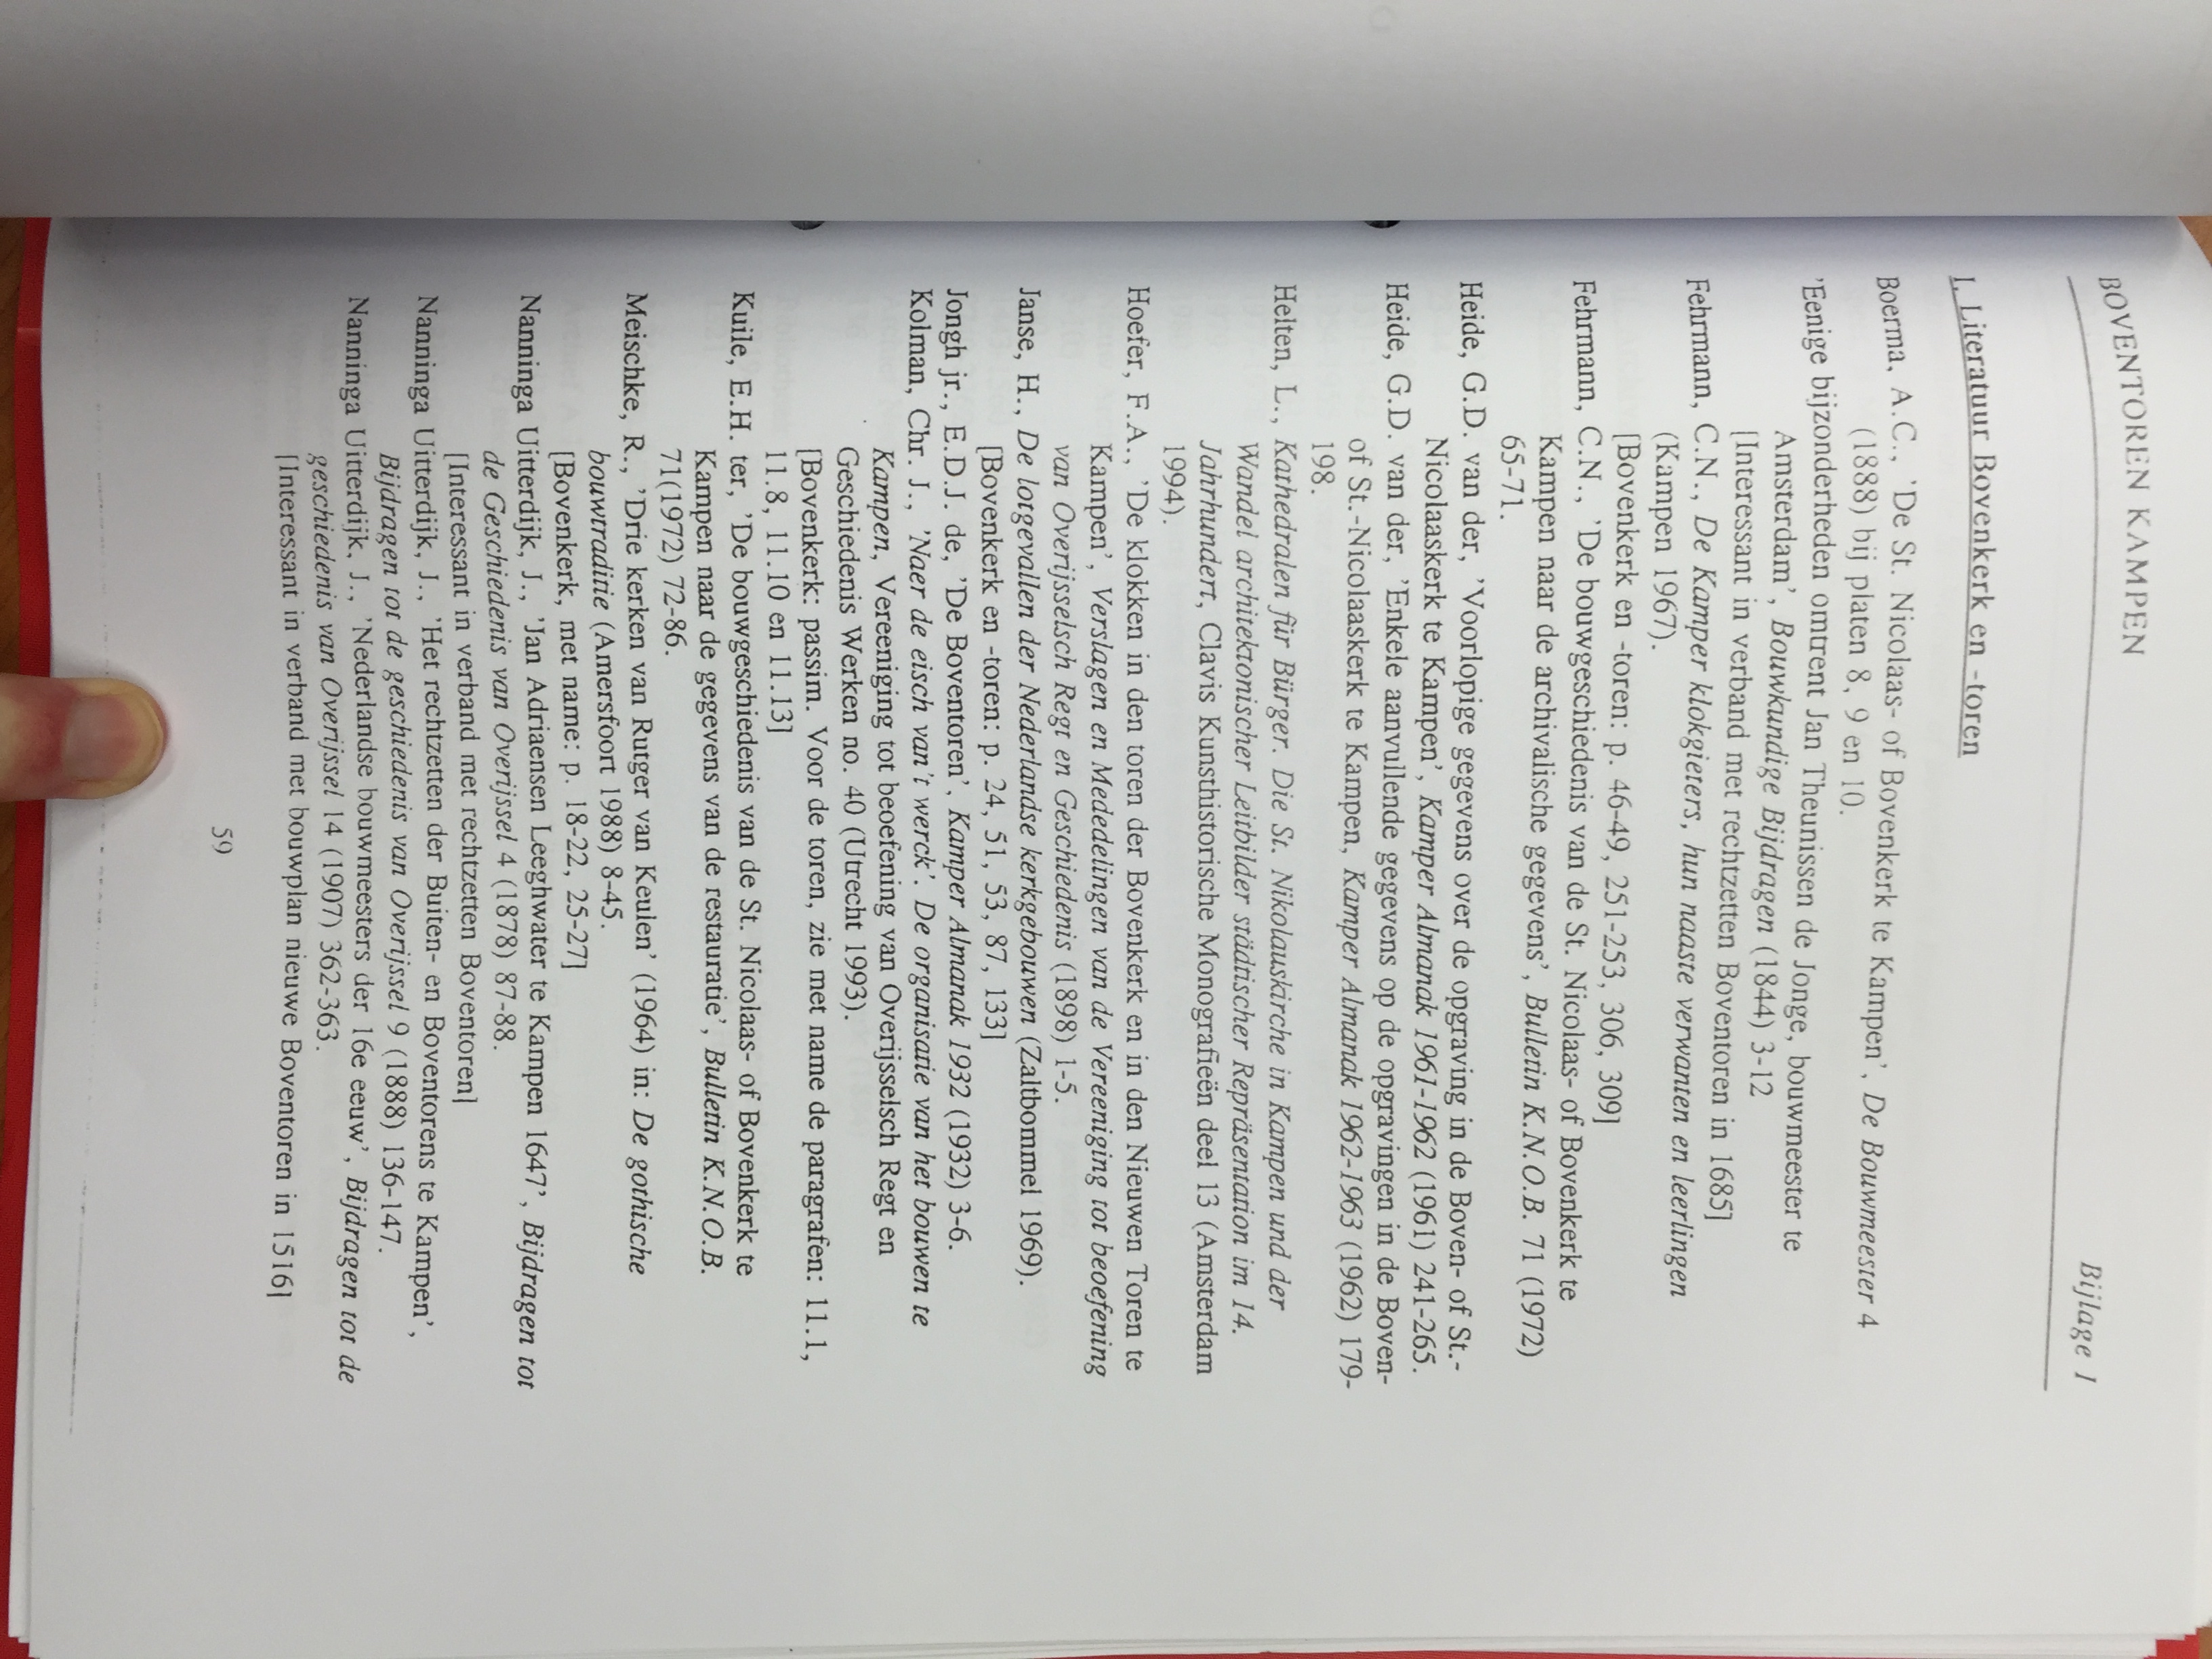 BOVENTOREN KAMPEN
Bijlage 1
I. Literatuur Bovenkerk en -toren
Boerma, A.C., 'De St. Nicolaas- of Bovenkerk te Kampen', De Bouwmeester 4
(1888) bij platen 8, 9 en 10.
'Eenige bijzonderheden omtrent Jan Theunissen de Jonge, bouwmeester te
Amsterdam', Bouwkundige Bijdragen (1844) 3-12
[Interessant in verband met rechtzetten Boventoren in 1685]
Fehrmann, C.N., De Kamper klokgieters, hun naaste verwanten en leerlingen
(Kampen 1967).
[Bovenkerk en -toren: p. 46-49, 251-253, 306, 309]
Fehrmann, C.N., 'De bouwgeschiedenis van de St. Nicolaas- of Bovenkerk te
Kampen naar de archivalische gegevens', Bulletin K.N.O.B. 71 (1972)
65-71.
Heide, G.D. van der, 'Voorlopige gegevens over de opgraving in de Boven- of St.-
Nicolaaskerk te Kampen', Kamper Almanak 1961-1962 (1961) 241-265.
Heide, G.D. van der, 'Enkele aanvullende gegevens op de opgravingen in de Boven-
of St.-Nicolaaskerk te Kampen, Kamper Almanak 1962-1963 (1962) 179-
198.
Helten, L., Kathedralen für Bürger. Die St. Nikolauskirche in Kampen und der
Wandel architektonischer Leitbilder städtischer Repräsentation im 14.
Jahrhundert, Clavis Kunsthistorische Monografieën deel 13 (Amsterdam
1994).
Hoefer, F.A., 'De klokken in den toren der Bovenkerk en in den Nieuwen Toren te
Kampen', Verslagen en Mededelingen van de Vereeniging tot beoefening
van Overijsselsch Regt en Geschiedenis (1898) 1-5.
Janse, H., De lotgevallen der Nederlandse kerkgebouwen (Zaltbommel 1969).
[Bovenkerk en -toren: p. 24, 51, 53, 87, 133]
Jongh jr., E.D.J. de, 'De Boventoren', Kamper Almanak 1932 (1932) 3-6.
Kolman, Chr. J., 'Naer de eisch van't werck'. De organisatie van het bouwen te
Kampen, Vereeniging tot beoefening van Overijsselsch Regt en
Geschiedenis Werken no. 40 (Utrecht 1993).
[Bovenkerk: passim. Voor de toren, zie met name de paragrafen: 11.1,
11.8, 11.10 en 11.13]
Kuile, E.H. ter, 'De bouwgeschiedenis van de St. Nicolaas- of Bovenkerk te
Kampen naar de gegevens van de restauratie', Bulletin K.N.O.B.
71(1972) 72-86.
Meischke, R., 'Drie kerken van Rutger van Keulen' (1964) in: De gothische
bouwtraditie (Amersfoort 1988) 8-45.
[Bovenkerk, met name: p. 18-22, 25-27]
Nanninga Uitterdijk, J., 'Jan Adriaensen Leeghwater te Kampen 1647', Bijdragen tot
de Geschiedenis van Overijssel 4 (1878) 87-88.
[Interessant in verband met rechtzetten Boventoren]
Nanninga Uitterdijk, J., 'Het rechtzetten der Buiten- en Boventorens te Kampen',
Bijdragen tot de geschiedenis van Overijssel 9 (1888) 136-147.
Nanninga Uitterdijk, J., 'Nederlandse bouwmeesters der 16e eeuw', Bijdragen tot de
geschiedenis van Overijssel 14 (1907) 362-363.
[Interessant in verband met bouwplan nieuwe Boventoren in 1516]
59